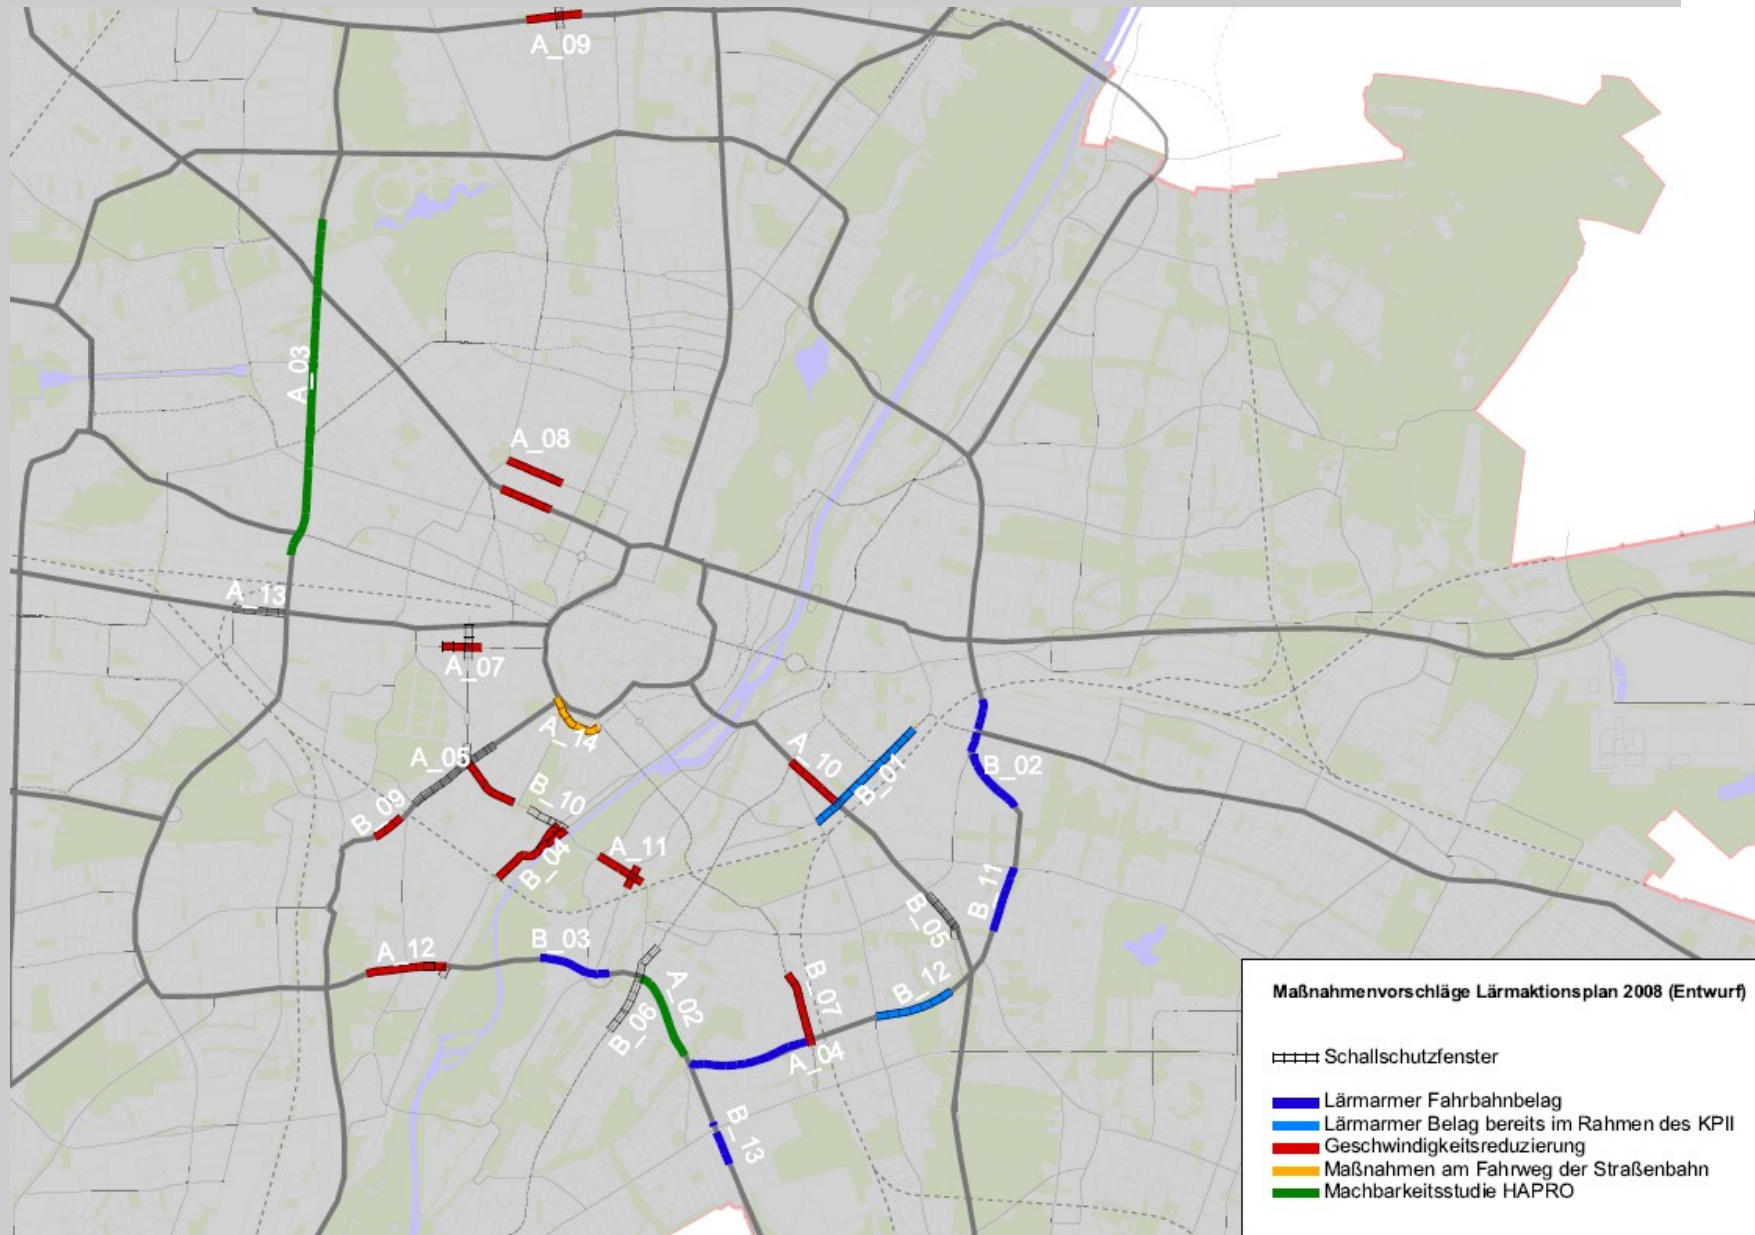 A_09
A_03
A_08
A_13
A_07
A_14
A_05
A_10
B_01
B_02
B_10
B_09
B_04
A_11
B_11
B_05
B_03
A_12
A_02
B_07
B_12
B_06
A_04
B_13
Maßnahmenvorschläge Lärmaktionsplan 2008 (Entwurf)
Schallschutzfenster
Lärmarmer Fahrbahnbelag
Lärmarmer Belag bereits im Rahmen des KPII
Geschwindigkeitsreduzierung
Maßnahmen am Fahrweg der Straßenbahn
Machbarkeitsstudie HAPRO